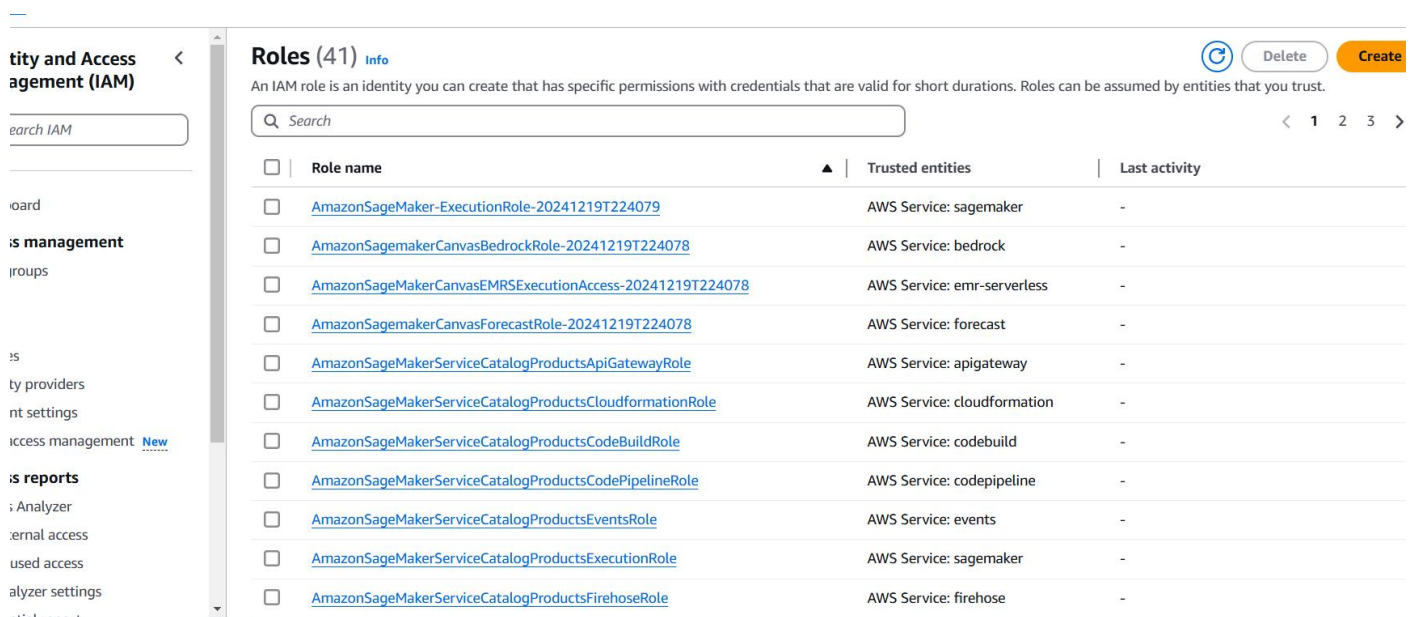 tity and Access
agement (IAM)
earch IAM
oard
s management
groups
es
ty providers
nt settings
access management New
ss reports
s Analyzer
ternal access
used access
alyzer settings
Roles (41) Info
Delete
Create
An IAM role is an identity you can create that has specific permissions with credentials that are valid for short durations. Roles can be assumed by entities that you trust.
Search
1 2 3
Role name Trusted entities Last activity
AmazonSageMaker-ExecutionRole-20241219T224079 AWS Service: sagemaker -
AmazonSagemakerCanvasBedrockRole-20241219T224078 AWS Service: bedrock -
AmazonSageMakerCanvasEMRSExecutionAccess-20241219T224078 AWS Service: emr-serverless -
AmazonSagemakerCanvasForecastRole-20241219T224078 AWS Service: forecast -
AmazonSageMakerServiceCatalogProductsApiGatewayRole AWS Service: apigateway -
AmazonSageMakerServiceCatalogProductsCloudformationRole AWS Service: cloudformation -
AmazonSageMakerServiceCatalogProductsCodeBuildRole AWS Service: codebuild -
AmazonSageMakerServiceCatalogProductsCodePipelineRole AWS Service: codepipeline -
AmazonSageMakerServiceCatalogProductsEventsRole AWS Service: events -
AmazonSageMakerServiceCatalogProductsExecutionRole AWS Service: sagemaker -
AmazonSageMakerServiceCatalogProductsFirehoseRole AWS Service: firehose -